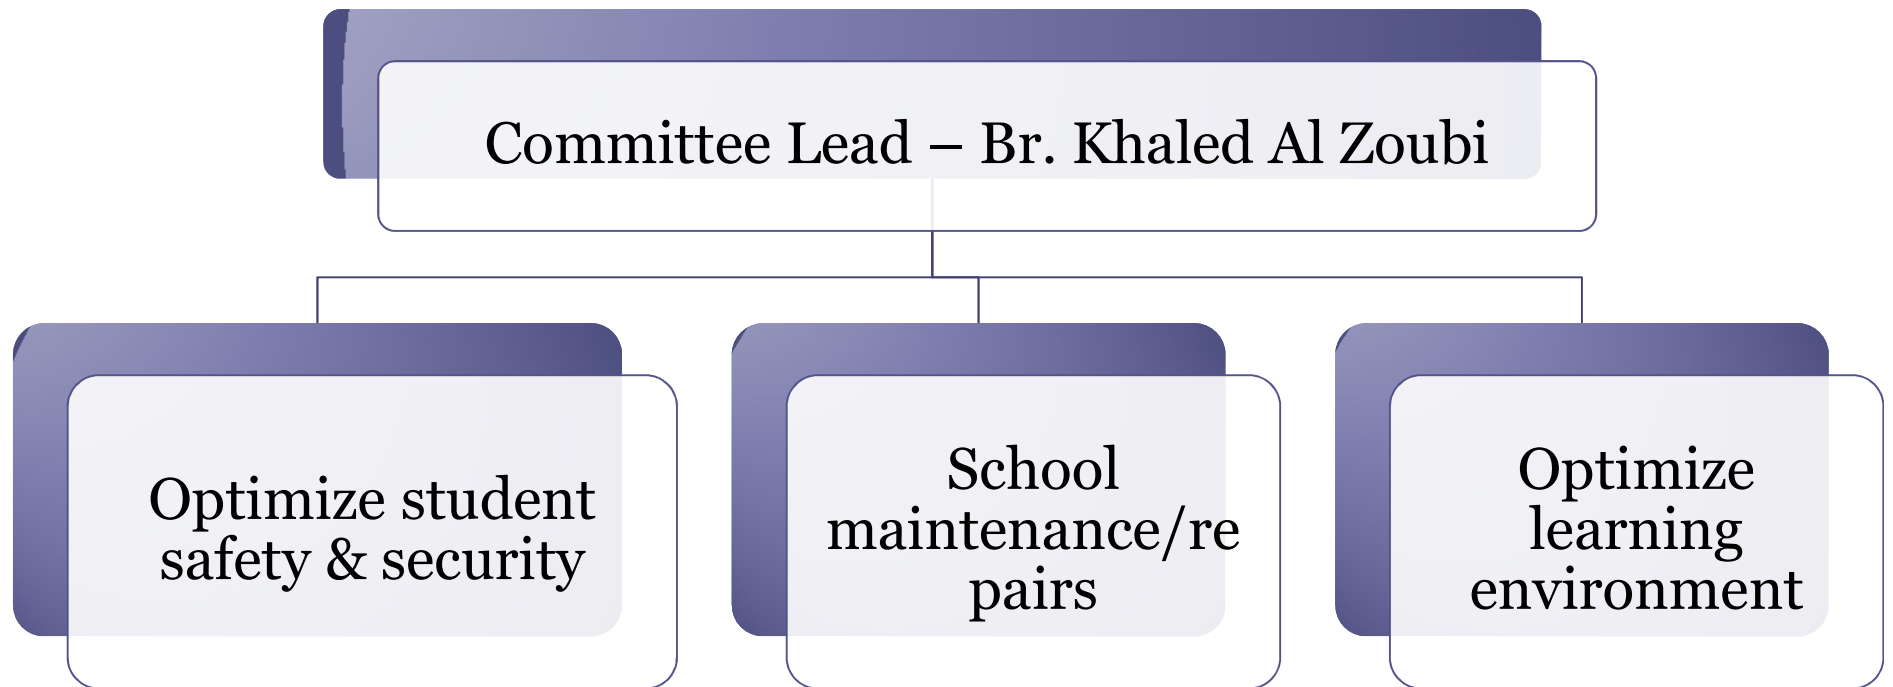 Committee Lead – Br. Khaled Al Zoubi
Optimize student
safety & security
School
maintenance/re
pairs
Optimize
learning
environment